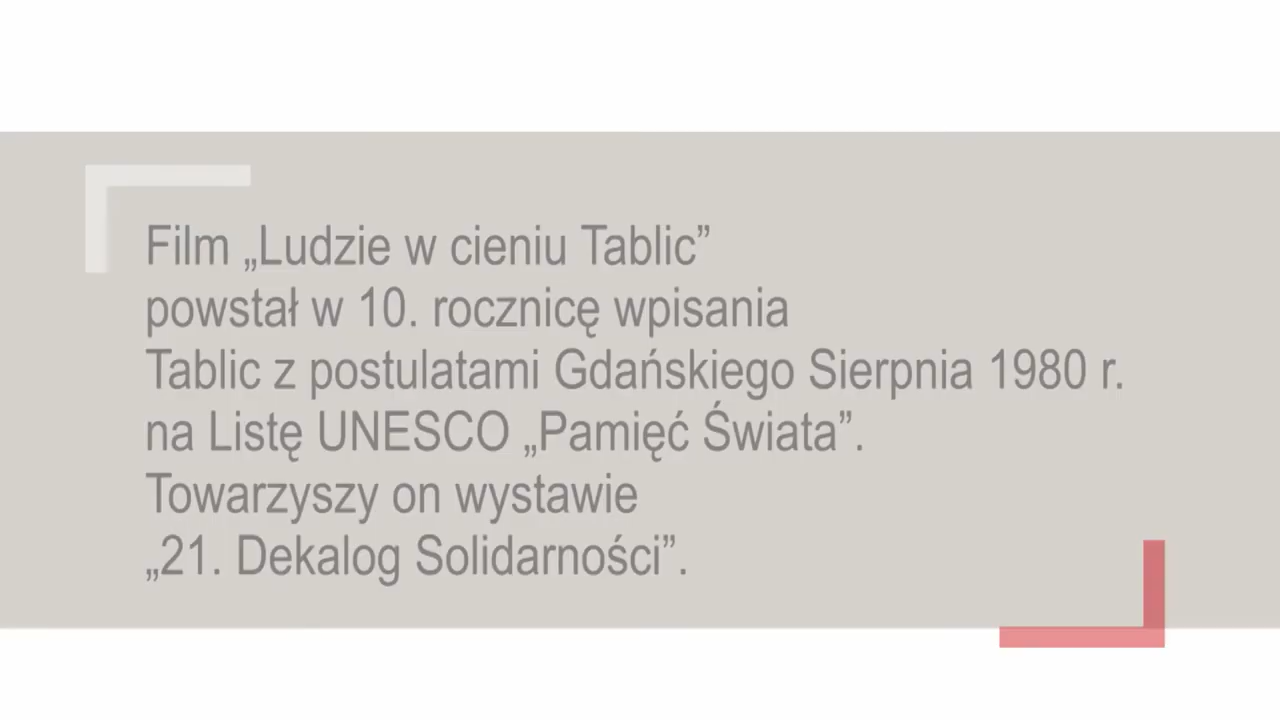 Film „Ludzie w cieniu Tablic”
powstał w 10. rocznicę wpisania
Tablic z postulatami Gdańskiego Sierpnia 1980 r.
na Listę UNESCO „Pamięć Świata”.
Towarzyszy on wystawie
„21. Dekalog Solidarności”.